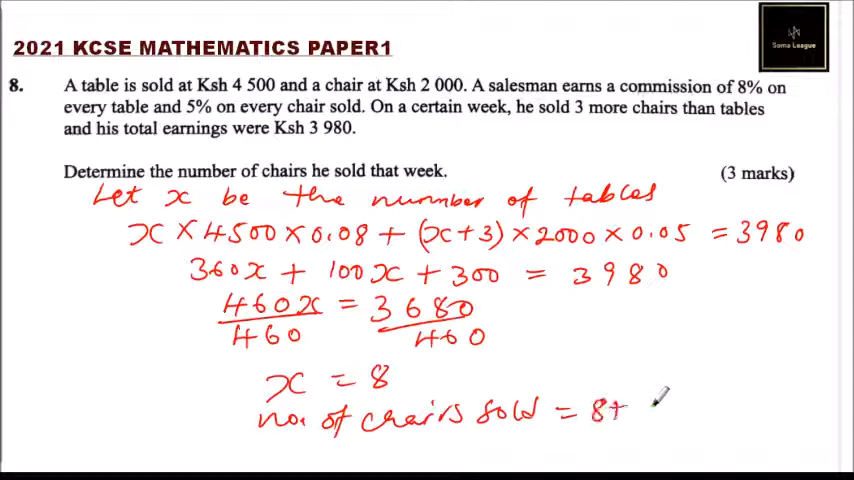 Soma League
2021 KCSE MATHEMATICS PAPER1
8. A table is sold at Ksh 4 500 and a chair at Ksh 2 000. A salesman earns a commission of 8% on
every table and 5% on every chair sold. On a certain week, he sold 3 more chairs than tables
and his total earnings were Ksh 3 980.
Determine the number of chairs he sold that week. (3 marks)
Let x be the number of tables
x × 4500 × 0.08 + (x+3) × 2000 × 0.05 = 3980
360x + 100x + 300 = 3980
460x = 3680
460 460
x = 8
no. of chairs sold = 8+